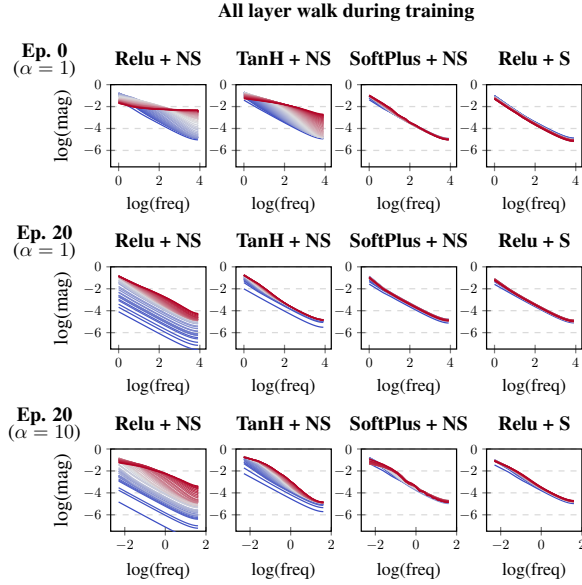 All layer walk during training
Ep. 0
(α = 1)
Relu + NS TanH + NS SoftPlus + NS Relu + S
log(mag)
0
−2
−4
−6
0 2 4 0 2 4 0 2 4 0 2 4
log(freq) log(freq) log(freq) log(freq)
Ep. 20
(α = 1)
Relu + NS TanH + NS SoftPlus + NS Relu + S
log(mag)
0
−2
−4
−6
0 2 4 0 2 4 0 2 4 0 2 4
log(freq) log(freq) log(freq) log(freq)
Ep. 20
(α = 10)
Relu + NS TanH + NS SoftPlus + NS Relu + S
log(mag)
0
−2
−4
−6
−2 0 2 −2 0 2 −2 0 2 −2 0 2
log(freq) log(freq) log(freq) log(freq)